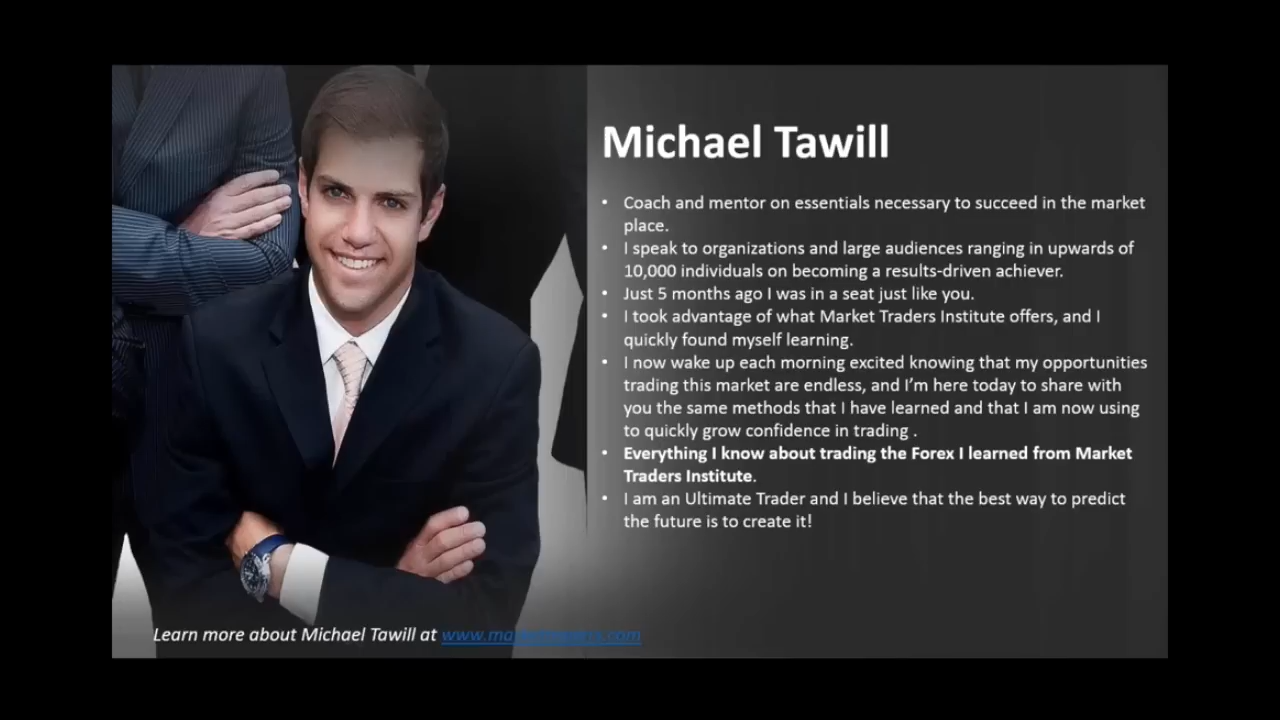 Michael Tawill
• Coach and mentor on essentials necessary to succeed in the market
place.
• I speak to organizations and large audiences ranging in upwards of
10,000 individuals on becoming a results-driven achiever.
• Just 5 months ago I was in a seat just like you.
• I took advantage of what Market Traders Institute offers, and I
quickly found myself learning.
• I now wake up each morning excited knowing that my opportunities
trading this market are endless, and I’m here today to share with
you the same methods that I have learned and that I am now using
to quickly grow confidence in trading .
• Everything I know about trading the Forex I learned from Market
Traders Institute.
• I am an Ultimate Trader and I believe that the best way to predict
the future is to create it!
Learn more about Michael Tawill at